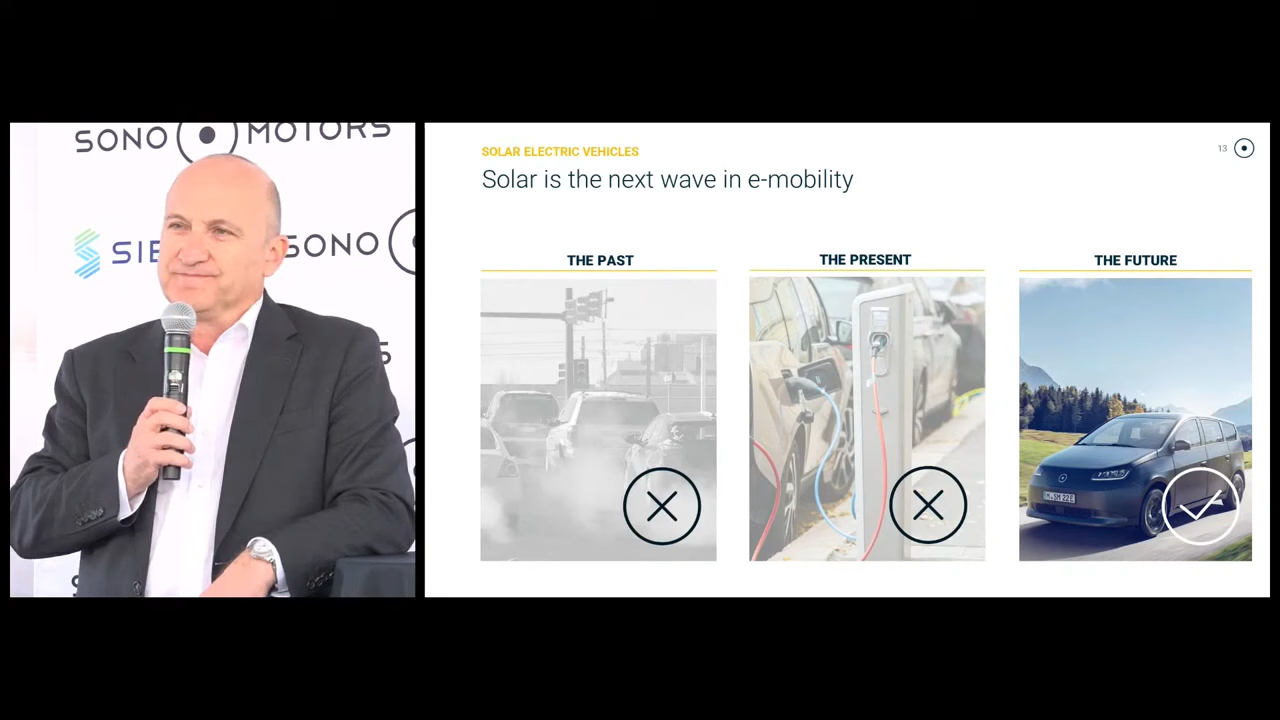 SONO MOTORS
SIE
SONO
S
SOLAR ELECTRIC VEHICLES
13
Solar is the next wave in e-mobility
THE PAST
THE PRESENT
THE FUTURE